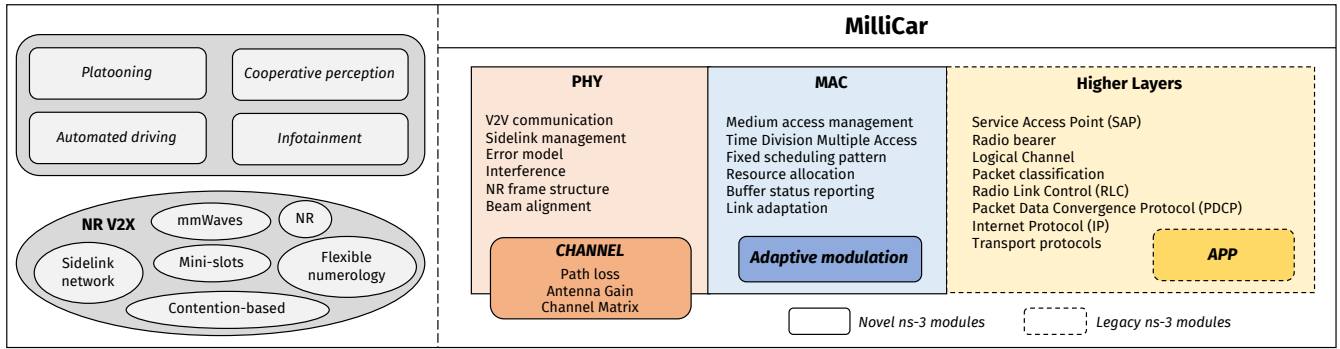 Platooning
Cooperative perception
Automated driving
Infotainment
NR V2X
mmWaves
NR
Sidelink
network
Mini-slots
Flexible
numerology
Contention-based
MilliCar
PHY
V2V communication
Sidelink management
Error model
Interference
NR frame structure
Beam alignment
CHANNEL
Path loss
Antenna Gain
Channel Matrix
MAC
Medium access management
Time Division Multiple Access
Fixed scheduling pattern
Resource allocation
Buffer status reporting
Link adaptation
Adaptive modulation
Higher Layers
Service Access Point (SAP)
Radio bearer
Logical Channel
Packet classification
Radio Link Control (RLC)
Packet Data Convergence Protocol (PDCP)
Internet Protocol (IP)
Transport protocols
APP
Novel ns-3 modules
Legacy ns-3 modules